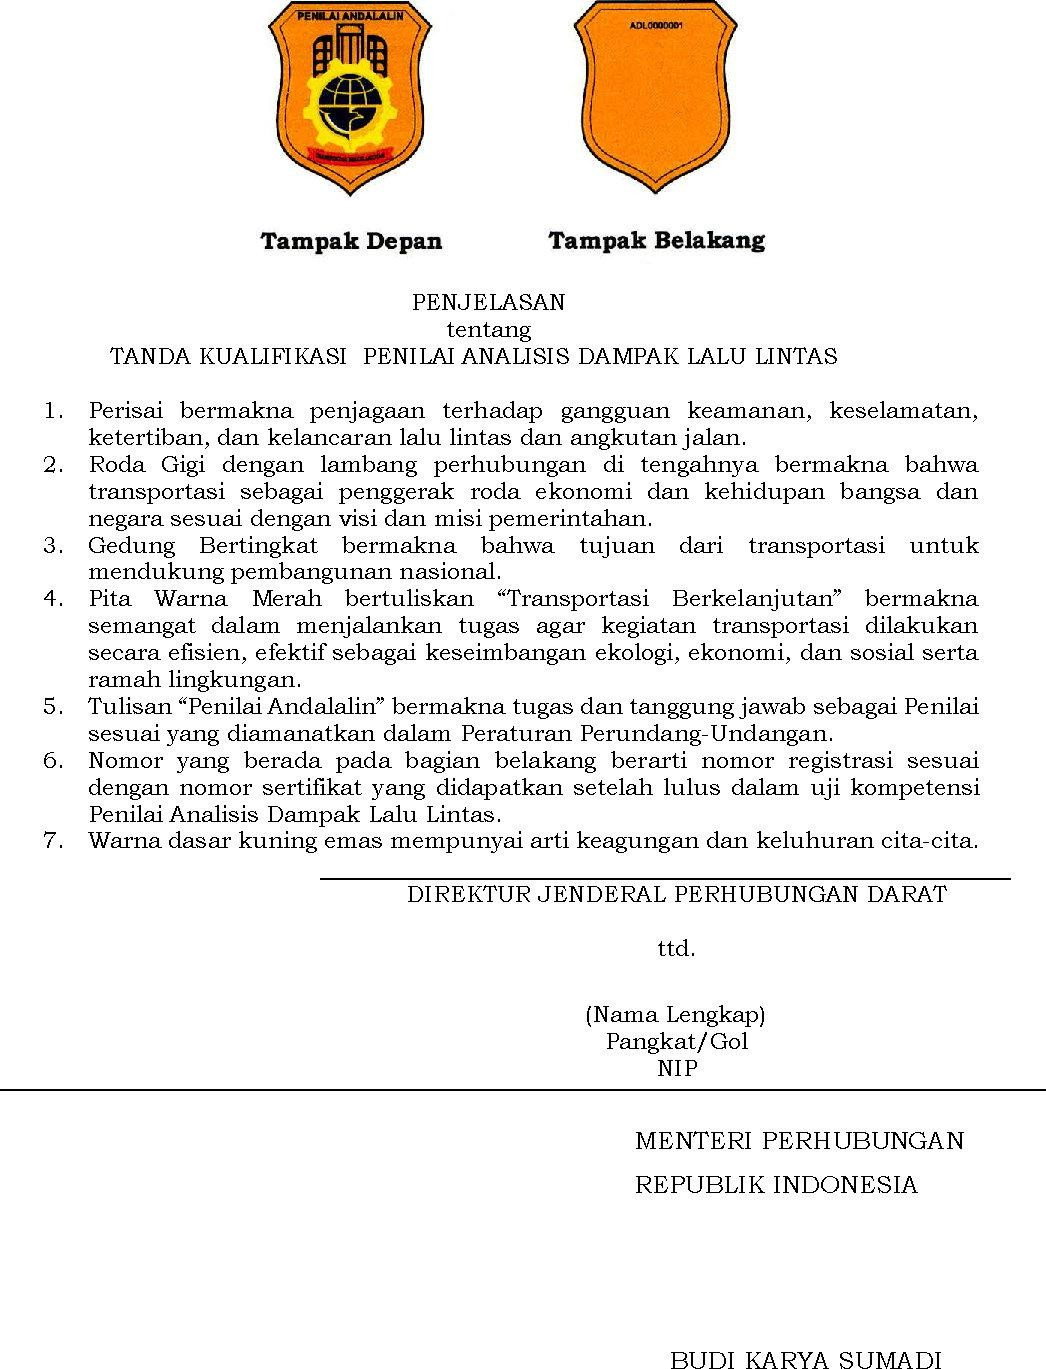 PENILAI ANDALALIN
ADL0000001
Tampak Depan
Tampak Belakang
PENJELASAN
tentang
TANDA KUALIFIKASI PENILAI ANALISIS DAMPAK LALU LINTAS
1. Perisai bermakna penjagaan terhadap gangguan keamanan, keselamatan,
ketertiban, dan kelancaran lalu lintas dan angkutan jalan.
2. Roda Gigi dengan lambang perhubungan di tengahnya bermakna bahwa
transportasi sebagai penggerak roda ekonomi dan kehidupan bangsa dan
negara sesuai dengan visi dan misi pemerintahan.
3. Gedung Bertingkat bermakna bahwa tujuan dari transportasi untuk
mendukung pembangunan nasional.
4. Pita Warna Merah bertuliskan “Transportasi Berkelanjutan” bermakna
semangat dalam menjalankan tugas agar kegiatan transportasi dilakukan
secara efisien, efektif sebagai keseimbangan ekologi, ekonomi, dan sosial serta
ramah lingkungan.
5. Tulisan “Penilai Andalalin” bermakna tugas dan tanggung jawab sebagai Penilai
sesuai yang diamanatkan dalam Peraturan Perundang-Undangan.
6. Nomor yang berada pada bagian belakang berarti nomor registrasi sesuai
dengan nomor sertifikat yang didapatkan setelah lulus dalam uji kompetensi
Penilai Analisis Dampak Lalu Lintas.
7. Warna dasar kuning emas mempunyai arti keagungan dan keluhuran cita-cita.
DIREKTUR JENDERAL PERHUBUNGAN DARAT
ttd.
(Nama Lengkap)
Pangkat/Gol
NIP
MENTERI PERHUBUNGAN
REPUBLIK INDONESIA
BUDI KARYA SUMADI